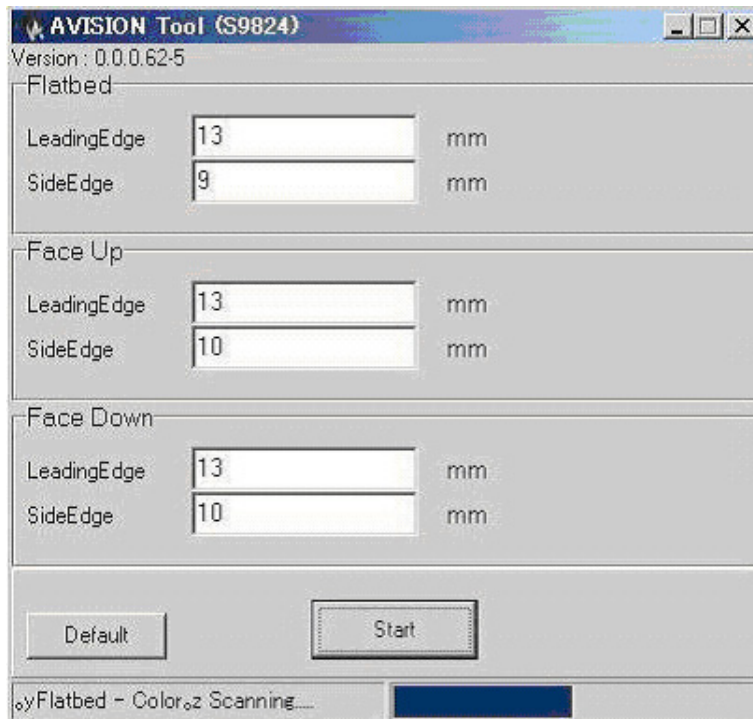 AVISION Tool (S9824)
Version : 0.0.0.62-5
Flatbed
LeadingEdge 13 mm
SideEdge 9 mm
Face Up
LeadingEdge 13 mm
SideEdge 10 mm
Face Down
LeadingEdge 13 mm
SideEdge 10 mm
Default Start
｡yFlatbed - Color｡z Scanning....